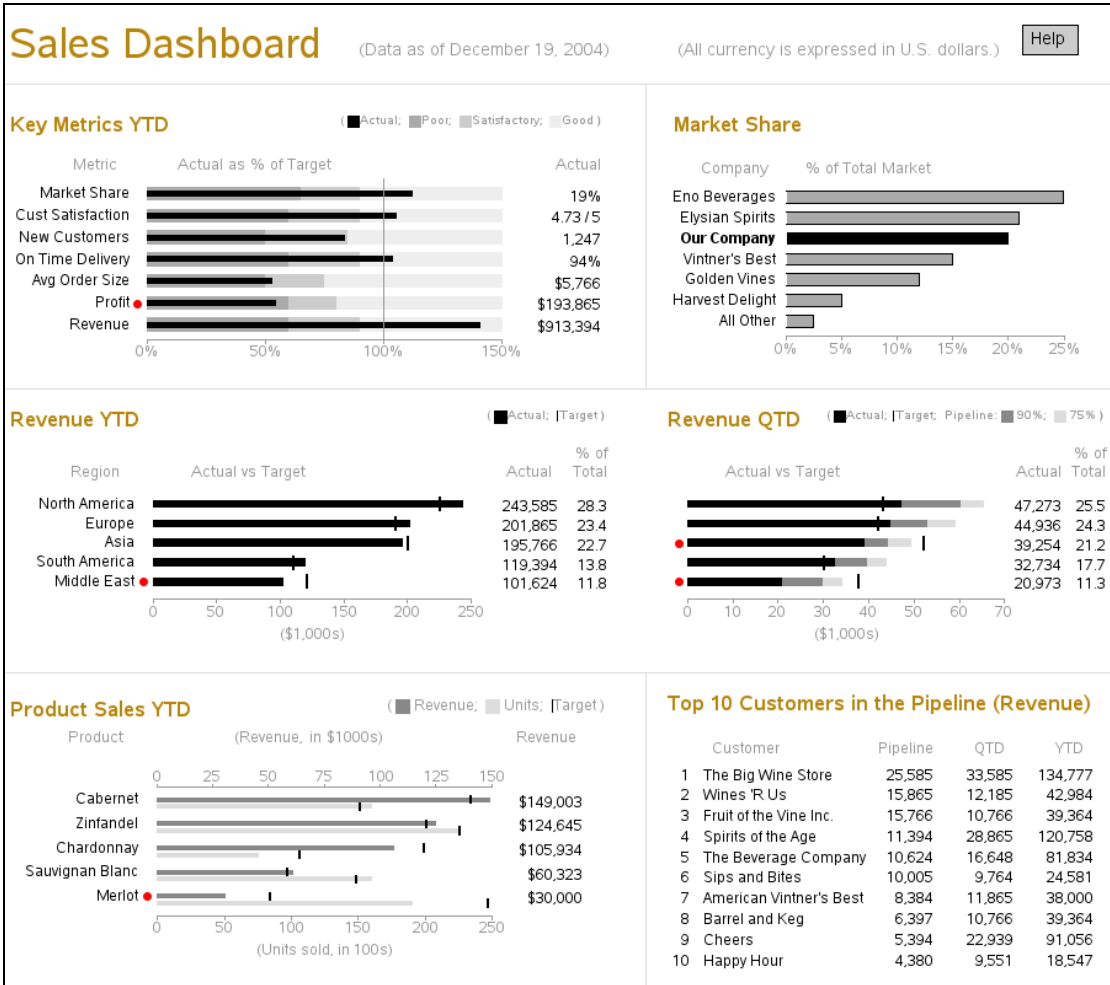 Sales Dashboard (Data as of December 19, 2004) (All currency is expressed in U.S. dollars.) Help
Key Metrics YTD ( Actual; Poor; Satisfactory; Good )
Metric Actual as % of Target Actual
Market Share 19%
Cust Satisfaction 4.73 / 5
New Customers 1,247
On Time Delivery 94%
Avg Order Size $5,766
Profit $193,865
Revenue $913,394
0% 50% 100% 150%
Market Share
Company % of Total Market
Eno Beverages
Elysian Spirits
Our Company
Vintner's Best
Golden Vines
Harvest Delight
All Other
0% 5% 10% 15% 20% 25%
Revenue YTD ( Actual; Target )
Region Actual vs Target Actual % of Total
North America 243,585 28.3
Europe 201,865 23.4
Asia 195,766 22.7
South America 119,394 13.8
Middle East 101,624 11.8
0 50 100 150 200 250
($1,000s)
Revenue QTD ( Actual; Target; Pipeline: 90%; 75% )
Actual vs Target Actual % of Total
47,273 25.5
44,936 24.3
39,254 21.2
32,734 17.7
20,973 11.3
0 10 20 30 40 50 60 70
($1,000s)
Product Sales YTD ( Revenue; Units; Target )
Product (Revenue, in $1000s) Revenue
0 25 50 75 100 125 150
Cabernet $149,003
Zinfandel $124,645
Chardonnay $105,934
Sauvignan Blanc $60,323
Merlot $30,000
0 50 100 150 200 250
(Units sold, in 100s)
Top 10 Customers in the Pipeline (Revenue)
Customer Pipeline QTD YTD
1 The Big Wine Store 25,585 33,585 134,777
2 Wines 'R Us 15,865 12,185 42,984
3 Fruit of the Vine Inc. 15,766 10,766 39,364
4 Spirits of the Age 11,394 28,865 120,758
5 The Beverage Company 10,624 16,648 81,834
6 Sips and Bites 10,005 9,764 24,581
7 American Vintner's Best 8,384 11,865 38,000
8 Barrel and Keg 6,397 10,766 39,364
9 Cheers 5,394 22,939 91,056
10 Happy Hour 4,380 9,551 18,547